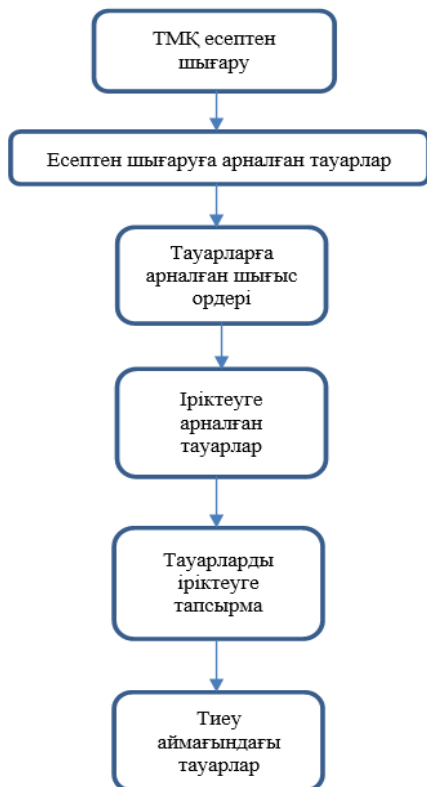 ТМҚ есептен
шығару
Есептен шығаруға арналған тауарлар
Тауарларға
арналған шығыс
ордері
Іріктеуге
арналған
тауарлар
Тауарларды
іріктеуге
тапсырма
Тиеу
аймағындағы
тауарлар